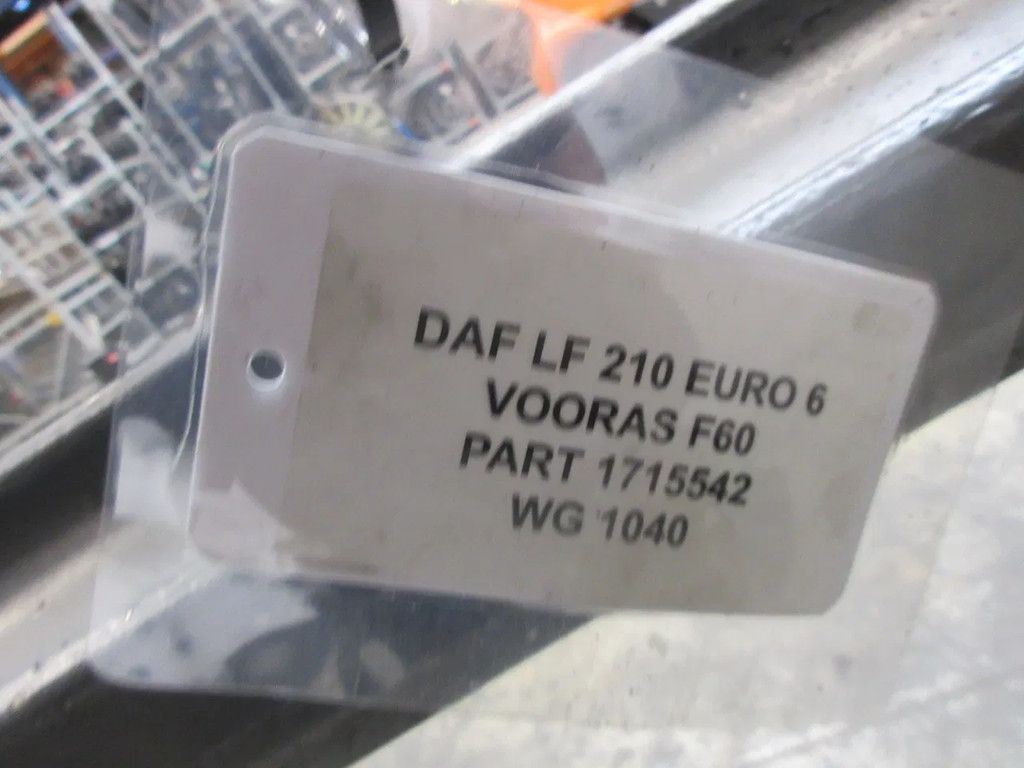 DAF LF 210 EURO 6
VOORAS F60
PART 1715542
WG 1040